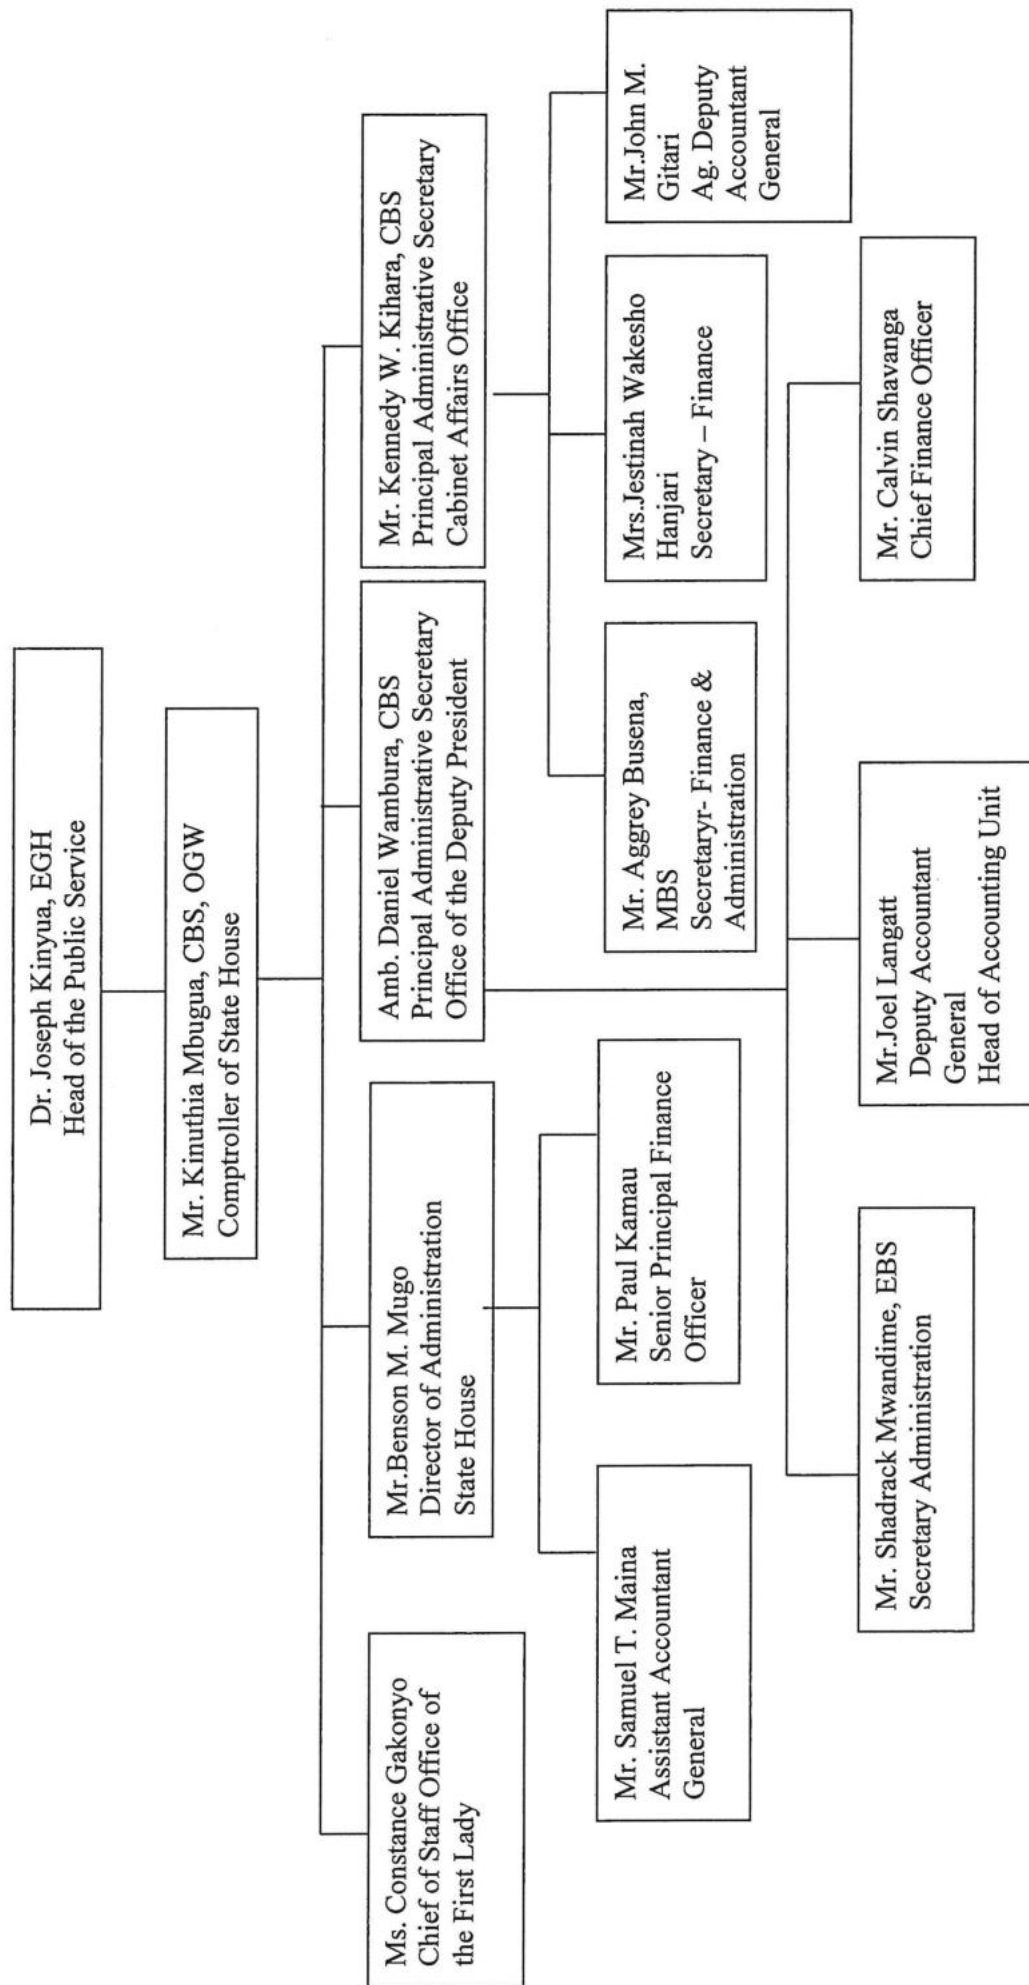 Dr. Joseph Kinyua, EGH
Head of the Public Service
Mr. Kinuthia Mbugua, CBS, OGW
Comptroller of State House
Ms. Constance Gakonyo
Chief of Staff Office of
the First Lady
Mr.Benson M. Mugo
Director of Administration
State House
Amb. Daniel Wambura, CBS
Principal Administrative Secretary
Office of the Deputy President
Mr. Kennedy W. Kihara, CBS
Principal Administrative Secretary
Cabinet Affairs Office
Mr. Samuel T. Maina
Assistant Accountant
General
Mr. Paul Kamau
Senior Principal Finance
Officer
Mr. Aggrey Busena,
MBS
Secretaryr- Finance &
Administration
Mrs.Jestinah Wakesho
Hanjari
Secretary – Finance
Mr.John M.
Gitari
Ag. Deputy
Accountant
General
Mr. Shadrack Mwandime, EBS
Secretary Administration
Mr.Joel Langatt
Deputy Accountant
General
Head of Accounting Unit
Mr. Calvin Shavanga
Chief Finance Officer